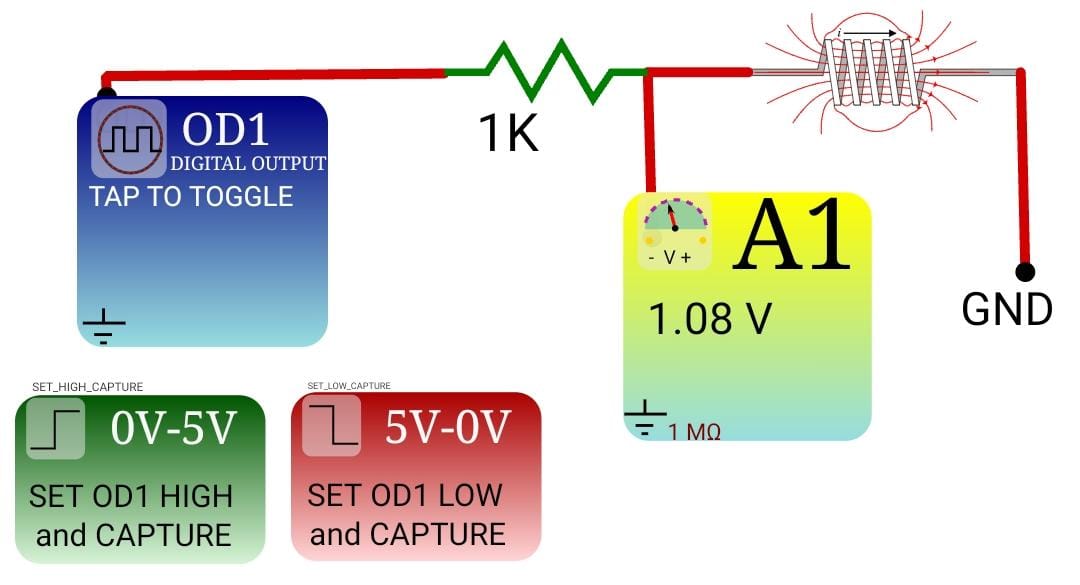 i
OD1
DIGITAL OUTPUT
TAP TO TOGGLE
1K
A1
- V +
1.08 V
1 MΩ
GND
SET_HIGH_CAPTURE
0V-5V
SET OD1 HIGH
and CAPTURE
SET_LOW_CAPTURE
5V-0V
SET OD1 LOW
and CAPTURE